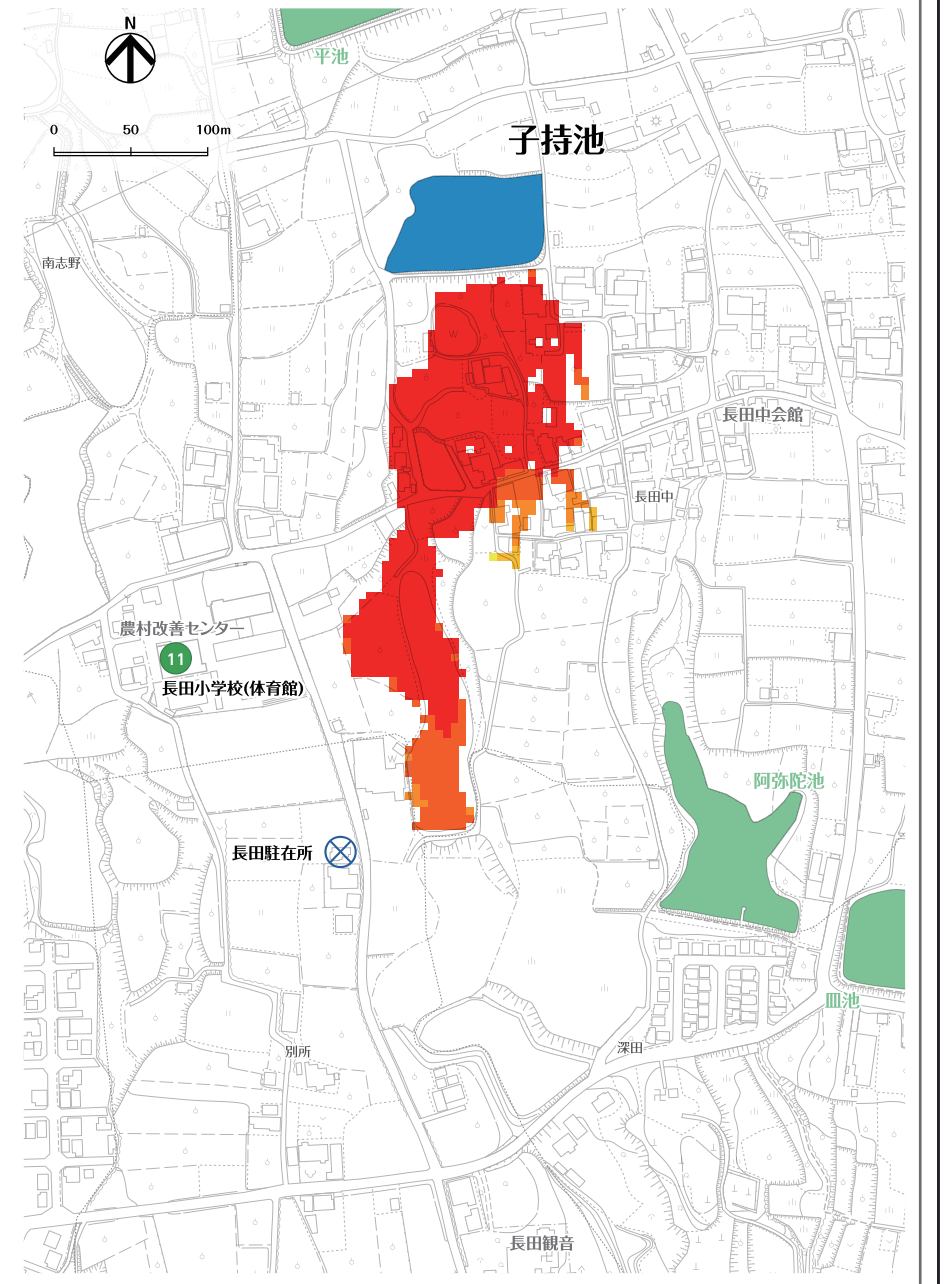 N
平池
0 50 100m
子持池
南志野
W
W
長田中会館
長田中
農村改善センター
11
長田小学校(体育館)
W
阿弥陀池
長田駐在所
皿池
深田
別所
長田観音